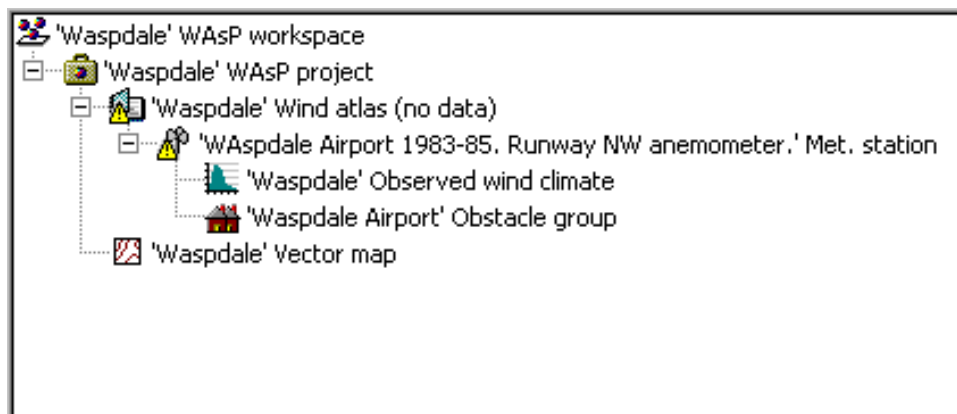 'Waspdale' WAsP workspace
'Waspdale' WAsP project
'Waspdale' Wind atlas (no data)
'WAspdale Airport 1983-85. Runway NW anemometer.' Met. station
'Waspdale' Observed wind climate
'Waspdale Airport' Obstacle group
'Waspdale' Vector map